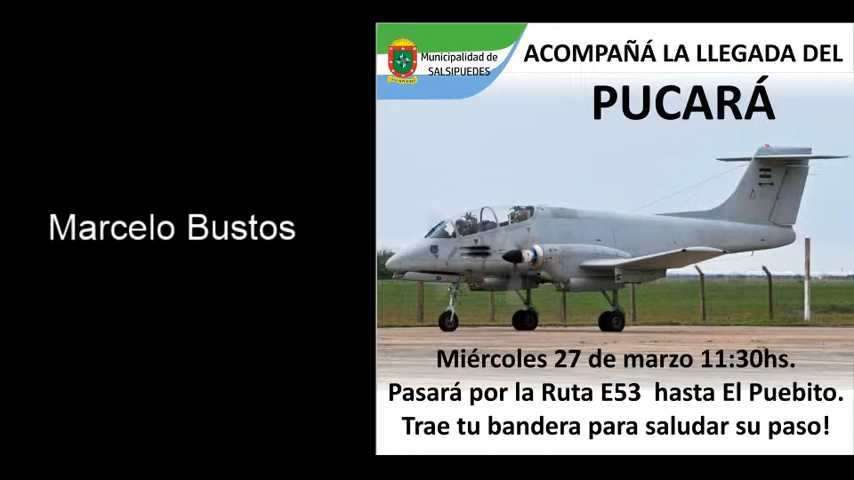 Marcelo Bustos
Municipalidad de
SALSIPUEDES
ACOMPAÑÁ LA LLEGADA DEL
PUCARÁ
Miércoles 27 de marzo 11:30hs.
Pasará por la Ruta E53 hasta El Puebito.
Trae tu bandera para saludar su paso!